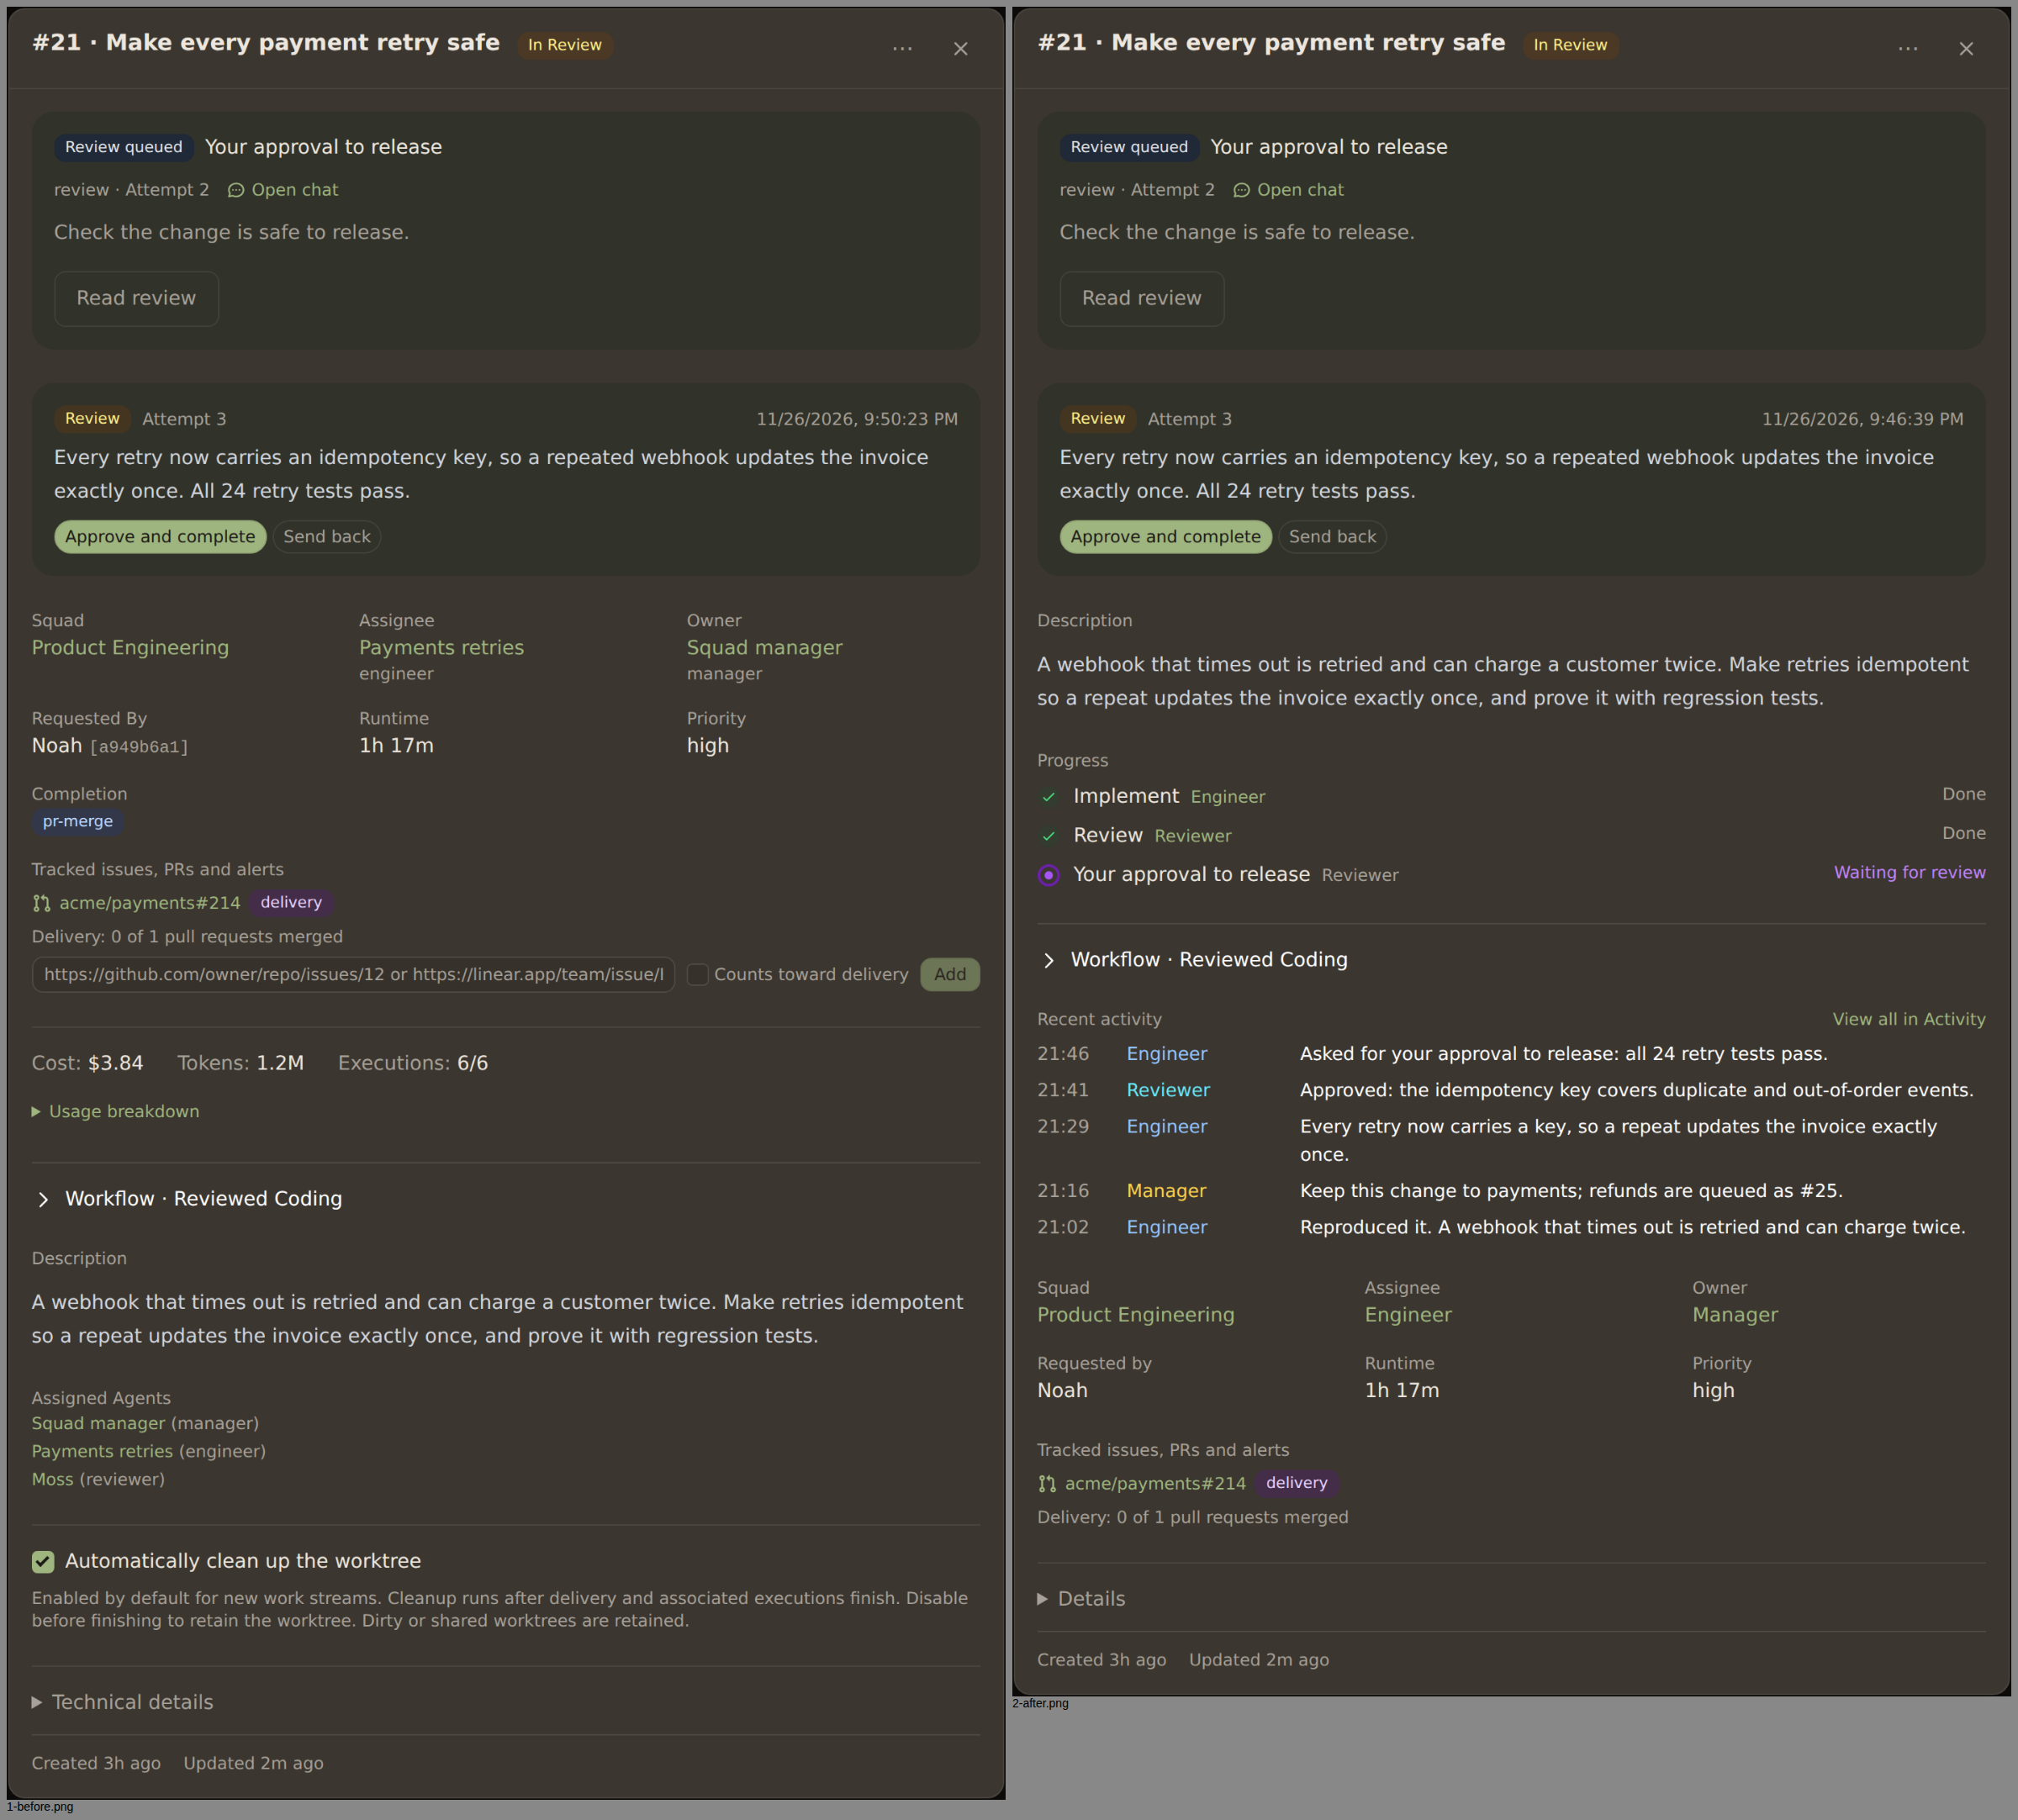 #21 · Make every payment retry safe In Review
Review queued Your approval to release
review · Attempt 2 Open chat
Check the change is safe to release.
Read review
Review Attempt 3 11/26/2026, 9:50:23 PM
Every retry now carries an idempotency key, so a repeated webhook updates the invoice
exactly once. All 24 retry tests pass.
Approve and complete Send back
Squad Assignee Owner
Product Engineering Payments retries Squad manager
engineer manager
Requested By Runtime Priority
Noah [a949b6a1] 1h 17m high
Completion
pr-merge
Tracked issues, PRs and alerts
acme/payments#214 delivery
Delivery: 0 of 1 pull requests merged
https://github.com/owner/repo/issues/12 or https://linear.app/team/issue/I Counts toward delivery Add
Cost: $3.84 Tokens: 1.2M Executions: 6/6
Usage breakdown
Workflow · Reviewed Coding
Description
A webhook that times out is retried and can charge a customer twice. Make retries idempotent
so a repeat updates the invoice exactly once, and prove it with regression tests.
Assigned Agents
Squad manager (manager)
Payments retries (engineer)
Moss (reviewer)
Automatically clean up the worktree
Enabled by default for new work streams. Cleanup runs after delivery and associated executions finish. Disable
before finishing to retain the worktree. Dirty or shared worktrees are retained.
Technical details
Created 3h ago Updated 2m ago
1-before.png
#21 · Make every payment retry safe In Review
Review queued Your approval to release
review · Attempt 2 Open chat
Check the change is safe to release.
Read review
Review Attempt 3 11/26/2026, 9:46:39 PM
Every retry now carries an idempotency key, so a repeated webhook updates the invoice
exactly once. All 24 retry tests pass.
Approve and complete Send back
Description
A webhook that times out is retried and can charge a customer twice. Make retries idempotent
so a repeat updates the invoice exactly once, and prove it with regression tests.
Progress
Implement Engineer Done
Review Reviewer Done
Your approval to release Reviewer Waiting for review
Workflow · Reviewed Coding
Recent activity View all in Activity
21:46 Engineer Asked for your approval to release: all 24 retry tests pass.
21:41 Reviewer Approved: the idempotency key covers duplicate and out-of-order events.
21:29 Engineer Every retry now carries a key, so a repeat updates the invoice exactly
once.
21:16 Manager Keep this change to payments; refunds are queued as #25.
21:02 Engineer Reproduced it. A webhook that times out is retried and can charge twice.
Squad Assignee Owner
Product Engineering Engineer Manager
Requested by Runtime Priority
Noah 1h 17m high
Tracked issues, PRs and alerts
acme/payments#214 delivery
Delivery: 0 of 1 pull requests merged
Details
Created 3h ago Updated 2m ago
2-after.png